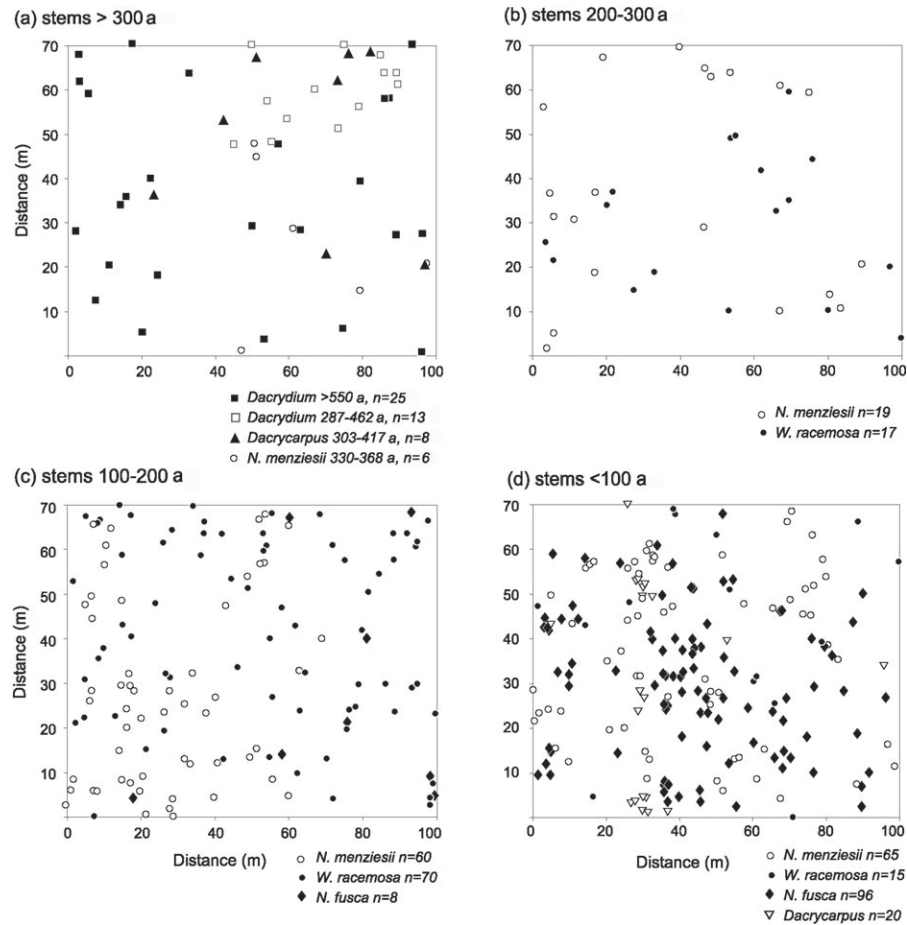 (a) stems > 300 a
70
60
50
40
30
20
10
Distance (m)
0 20 40 60 80 100
■ Dacrydium >550 a, n=25
□ Dacrydium 287-462 a, n=13
▲ Dacrycarpus 303-417 a, n=8
○ N. menziesii 330-368 a, n=6
(b) stems 200-300 a
70
60
50
40
30
20
10
0 20 40 60 80 100
○ N. menziesii n=19
● W. racemosa n=17
(c) stems 100-200 a
70
60
50
40
30
20
10
Distance (m)
0 20 40 60 80 100
Distance (m)
○ N. menziesii n=60
● W. racemosa n=70
◆ N. fusca n=8
(d) stems <100 a
70
60
50
40
30
20
10
0 20 40 60 80 100
Distance (m)
○ N. menziesii n=65
● W. racemosa n=15
◆ N. fusca n=96
▽ Dacrycarpus n=20